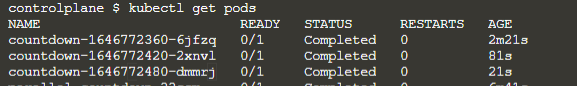 controlplane $ kubectl get pods
NAME READY STATUS RESTARTS AGE
countdown-1646772360-6jfzq 0/1 Completed 0 2m21s
countdown-1646772420-2xnvl 0/1 Completed 0 81s
countdown-1646772480-dmmrj 0/1 Completed 0 21s